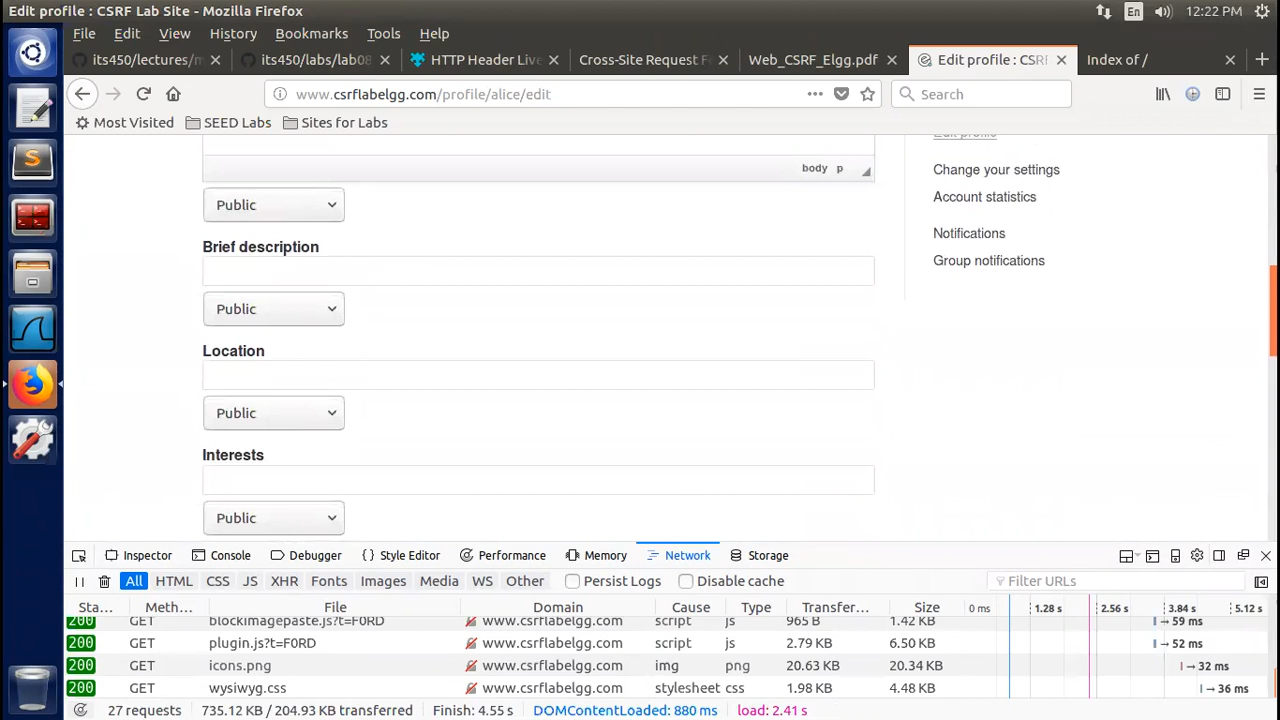 Edit profile : CSRF Lab Site - Mozilla Firefox
En
12:22 PM
File Edit View History Bookmarks Tools Help
its450/lectures/m
its450/labs/lab08
HTTP Header Live
Cross-Site Request F
Web_CSRF_Elgg.pdf
Edit profile : CSRF
Index of /
www.csrflabelgg.com/profile/alice/edit
Search
Most Visited SEED Labs Sites for Labs
Edit profile
body p
Change your settings
Account statistics
Public
Notifications
Brief description
Group notifications
Public
Location
Public
Interests
Public
Inspector Console Debugger Style Editor Performance Memory Network Storage
All HTML CSS JS XHR Fonts Images Media WS Other Persist Logs Disable cache Filter URLs
Sta... Meth... File Domain Cause Type Transfer... Size 0 ms 1.28 s 2.56 s 3.84 s 5.12 s
200 GET blockimagepaste.js?t=F0RD www.csrflabelgg.com script js 965 B 1.42 KB → 59 ms
200 GET plugin.js?t=F0RD www.csrflabelgg.com script js 2.79 KB 6.50 KB → 52 ms
200 GET icons.png www.csrflabelgg.com img png 20.63 KB 20.34 KB → 32 ms
200 GET wysiwyg.css www.csrflabelgg.com stylesheet css 1.98 KB 4.48 KB → 36 ms
27 requests 735.12 KB / 204.93 KB transferred Finish: 4.55 s DOMContentLoaded: 880 ms load: 2.41 s